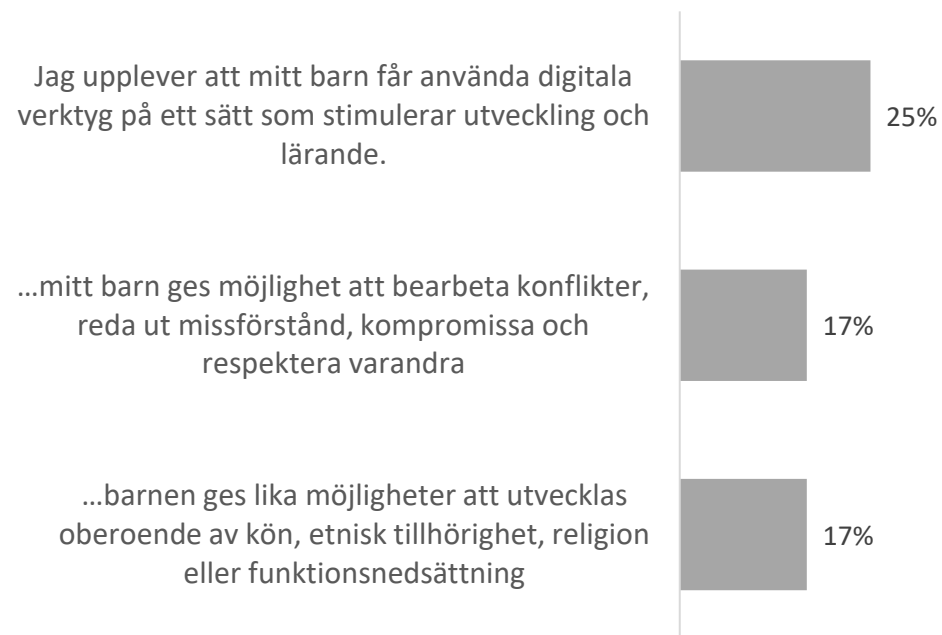 Jag upplever att mitt barn får använda digitala
verktyg på ett sätt som stimulerar utveckling och
lärande.
25%
…mitt barn ges möjlighet att bearbeta konflikter,
reda ut missförstånd, kompromissa och
respektera varandra
17%
…barnen ges lika möjligheter att utvecklas
oberoende av kön, etnisk tillhörighet, religion
eller funktionsnedsättning
17%